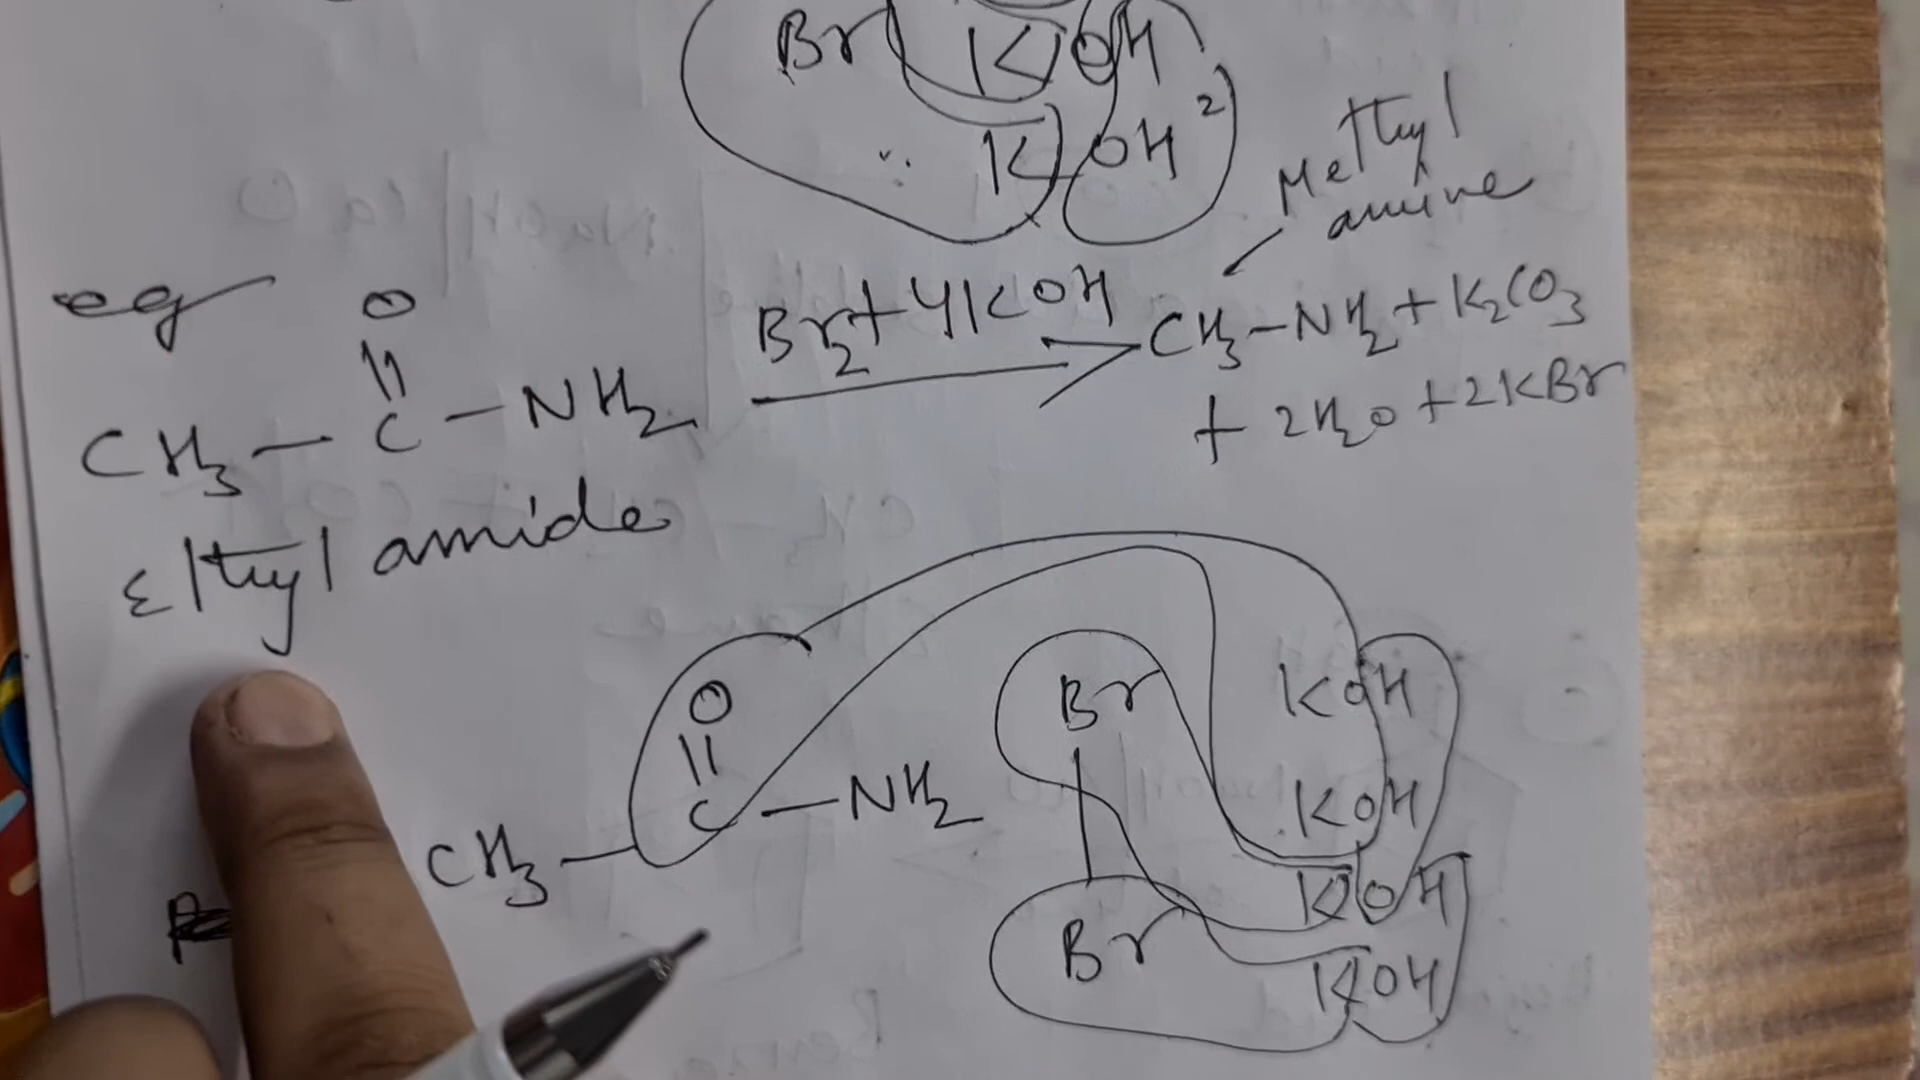 Br KOH
KOH 2
Methyl
amine
eg
O
||
CH3 — C — NH2 Br2 + 4KOH → CH3 - NH2 + K2CO3
+ 2H2O + 2KBr
Ethyl amide
O
||
CH3 — C — NH2
Br KOH
KOH
KOH
Br KOH